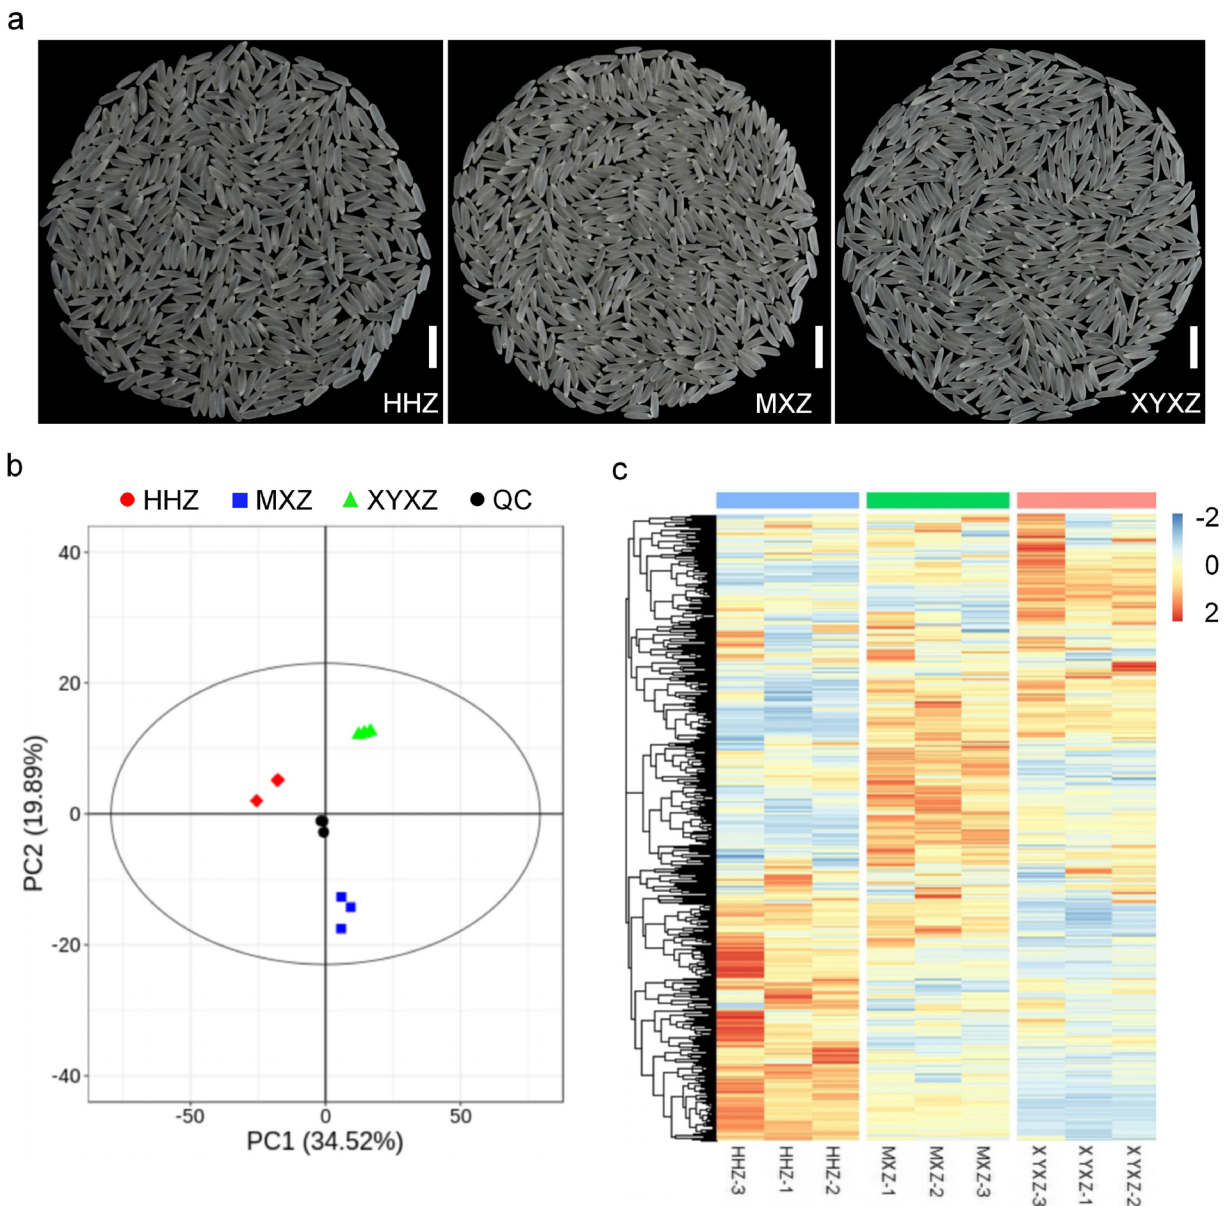 a
HHZ
MXZ
XYXZ
b
HHZ MXZ XYXZ QC
40
20
0
-20
-40
-50 0 50
PC1 (34.52%)
PC2 (19.89%)
c
-2
0
2
HHZ-3
HHZ-1
HHZ-2
MXZ-1
MXZ-2
MXZ-3
XYXZ-3
XYXZ-1
XYXZ-2